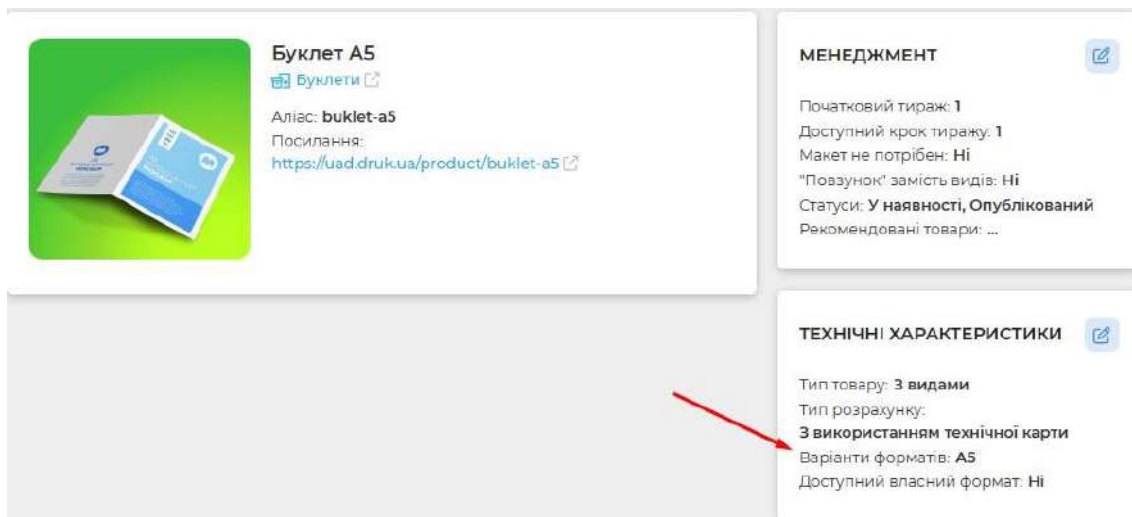 Буклет А5
Буклети
Аліас: buklet-a5
Посилання:
https://uad.druk.ua/product/buklet-a5
МЕНЕДЖМЕНТ
Початковий тираж: 1
Доступний крок тиражу: 1
Макет не потрібен: Ні
"Повзунок" замість видів: Ні
Статуси: У наявності, Опублікований
Рекомендовані товари: ...
ТЕХНІЧНІ ХАРАКТЕРИСТИКИ
Тип товару: З видами
Тип розрахунку:
З використанням технічної карти
Варіанти форматів: А5
Доступний власний формат: Ні